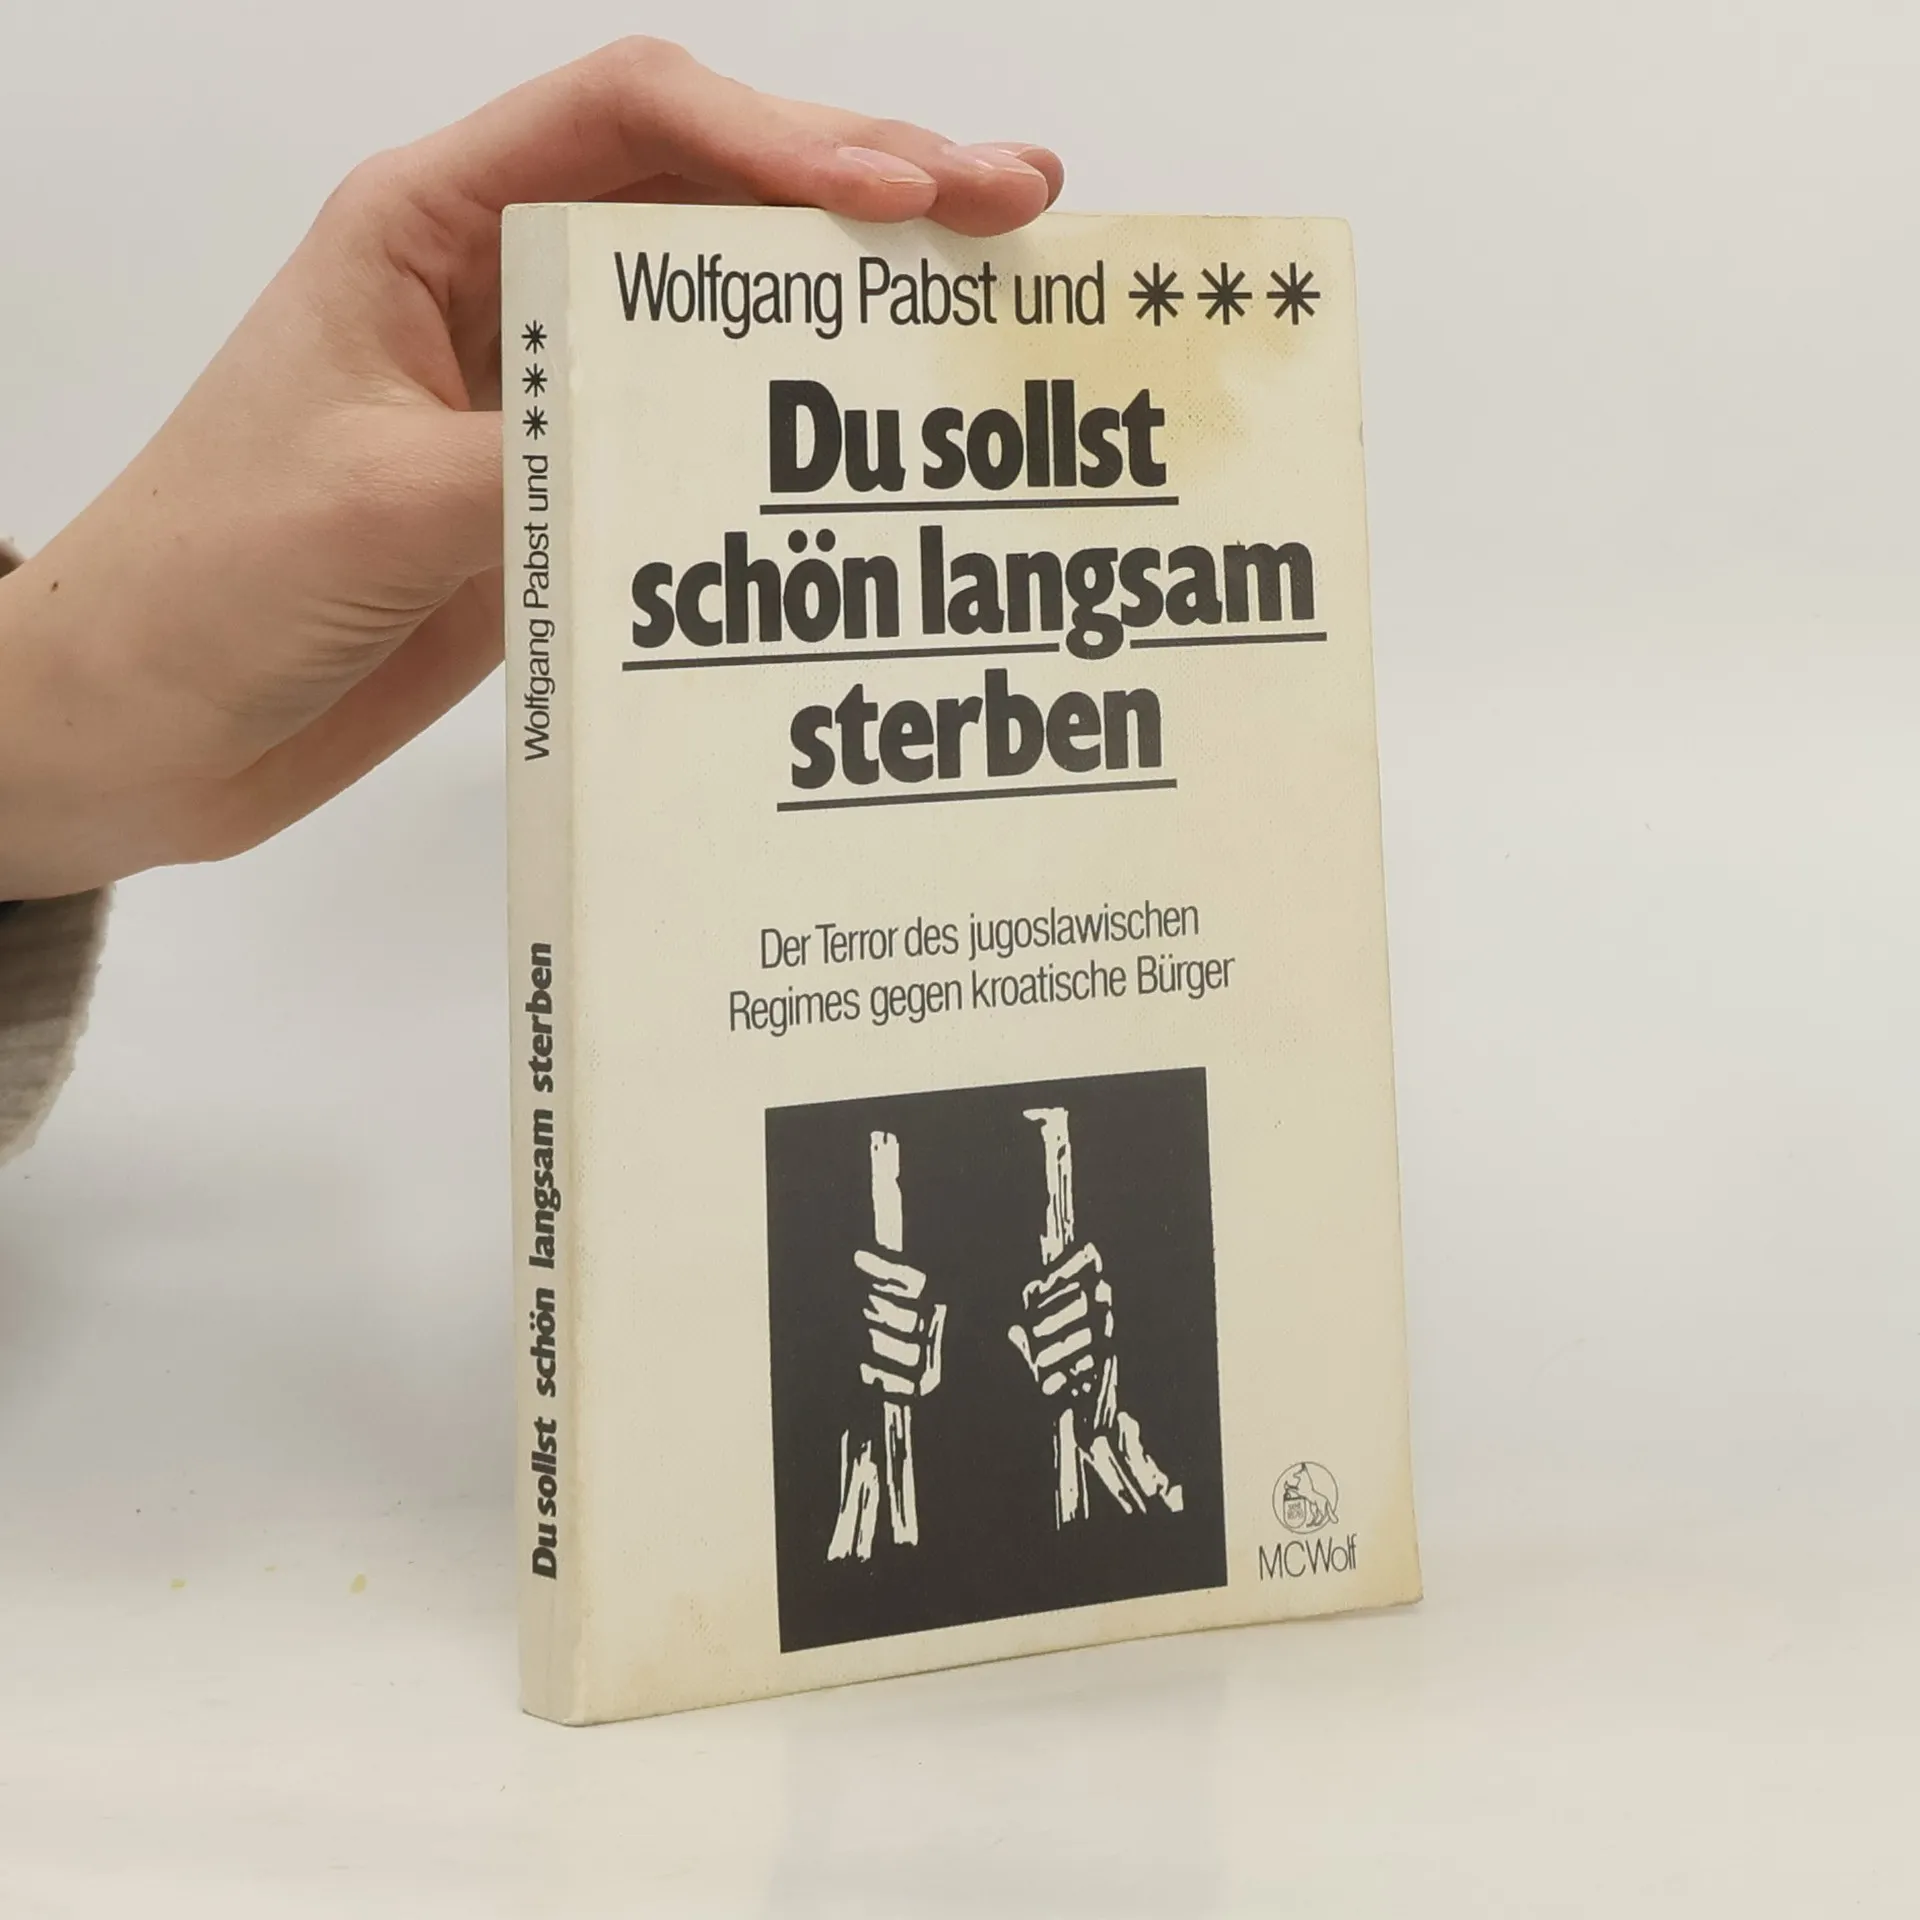 Wolfgang Pabst und ***
Du sollst
schön langsam
sterben
Der Terror des jugoslawischen
Regimes gegen kroatische Bürger
MCWolf
Du sollst schön langsam sterben
Wolfgang Pabst und ***